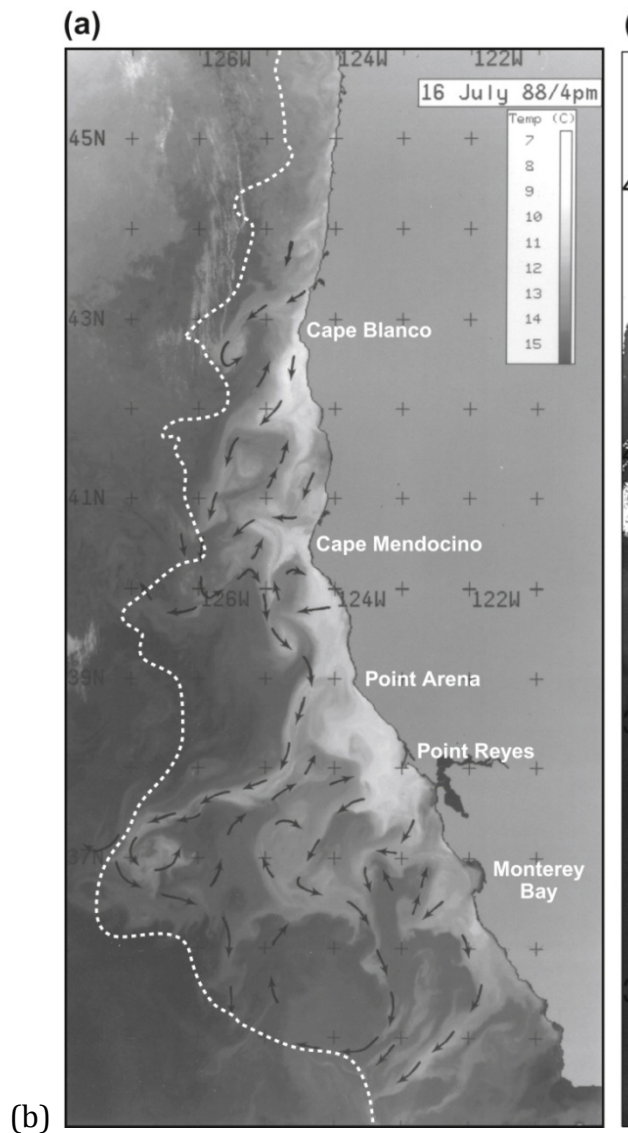 (a)
126W 124W 122W
16 July 88/4pm
Temp (C)
7
8
9
10
11
12
13
14
15
45N
43N
Cape Blanco
41N
Cape Mendocino
126W 124W 122W
39N
Point Arena
Point Reyes
37N
Monterey
Bay
(b)